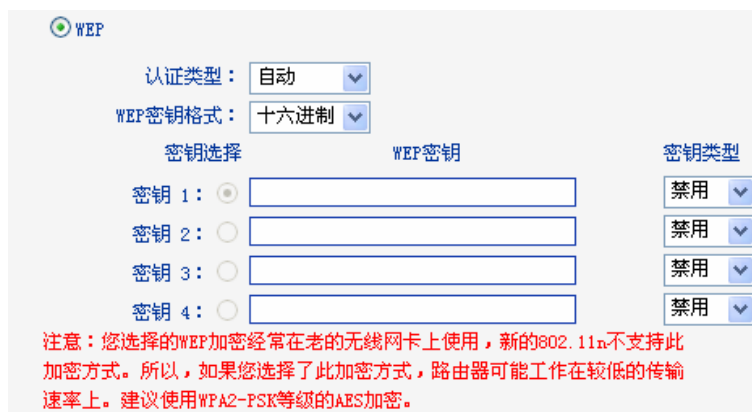 WEP
认证类型： 自动
WEP密钥格式： 十六进制
密钥选择 WEP密钥 密钥类型
密钥 1： 禁用
密钥 2： 禁用
密钥 3： 禁用
密钥 4： 禁用
注意：您选择的WEP加密经常在老的无线网卡上使用，新的802.11n不支持此
加密方式。所以，如果您选择了此加密方式，路由器可能工作在较低的传输
速率上。建议使用WPA2-PSK等级的AES加密。